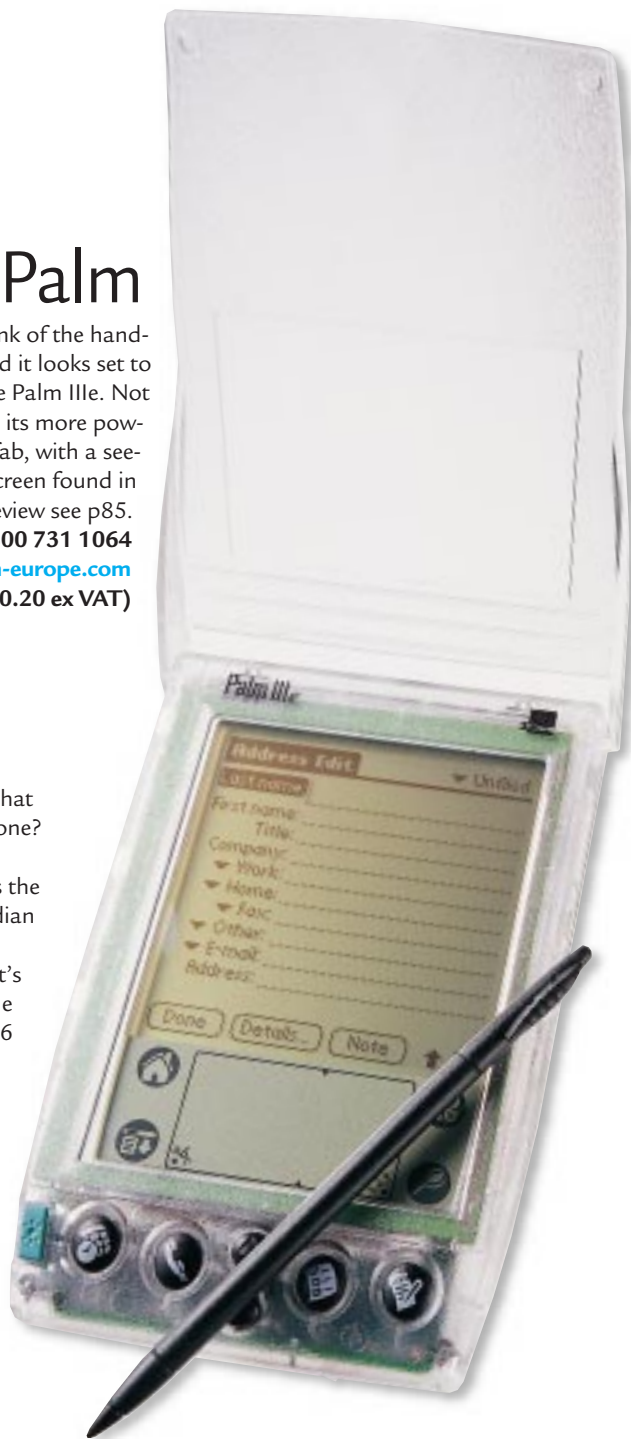 Palm
nk of the hand-
d it looks set to
e Palm IIIe. Not
its more pow-
ab, with a see-
creen found in
eview see p85.
00 731 1064
-europe.com
0.20 ex VAT)
hat
one?
s the
dian
t's
e
6
Palm IIIe
Address Edit
Unfiled
Last name:
First name:
Title:
Company:
Work:
Home:
Fax:
Other:
E-mail:
Address:
Done Details... Note